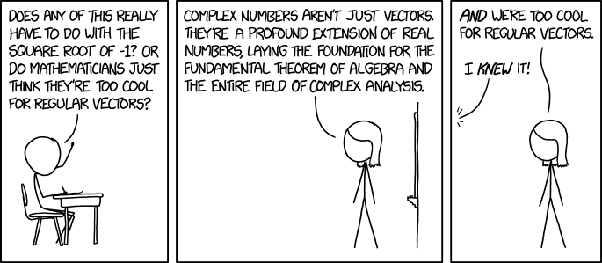 DOES ANY OF THIS REALLY
HAVE TO DO WITH THE
SQUARE ROOT OF -1? OR
DO MATHEMATICIANS JUST
THINK THEY'RE TOO COOL
FOR REGULAR VECTORS?
COMPLEX NUMBERS AREN'T JUST VECTORS.
THEY'RE A PROFOUND EXTENSION OF REAL
NUMBERS, LAYING THE FOUNDATION FOR THE
FUNDAMENTAL THEOREM OF ALGEBRA AND
THE ENTIRE FIELD OF COMPLEX ANALYSIS.
AND WE'RE TOO COOL
FOR REGULAR VECTORS.
I KNEW IT!